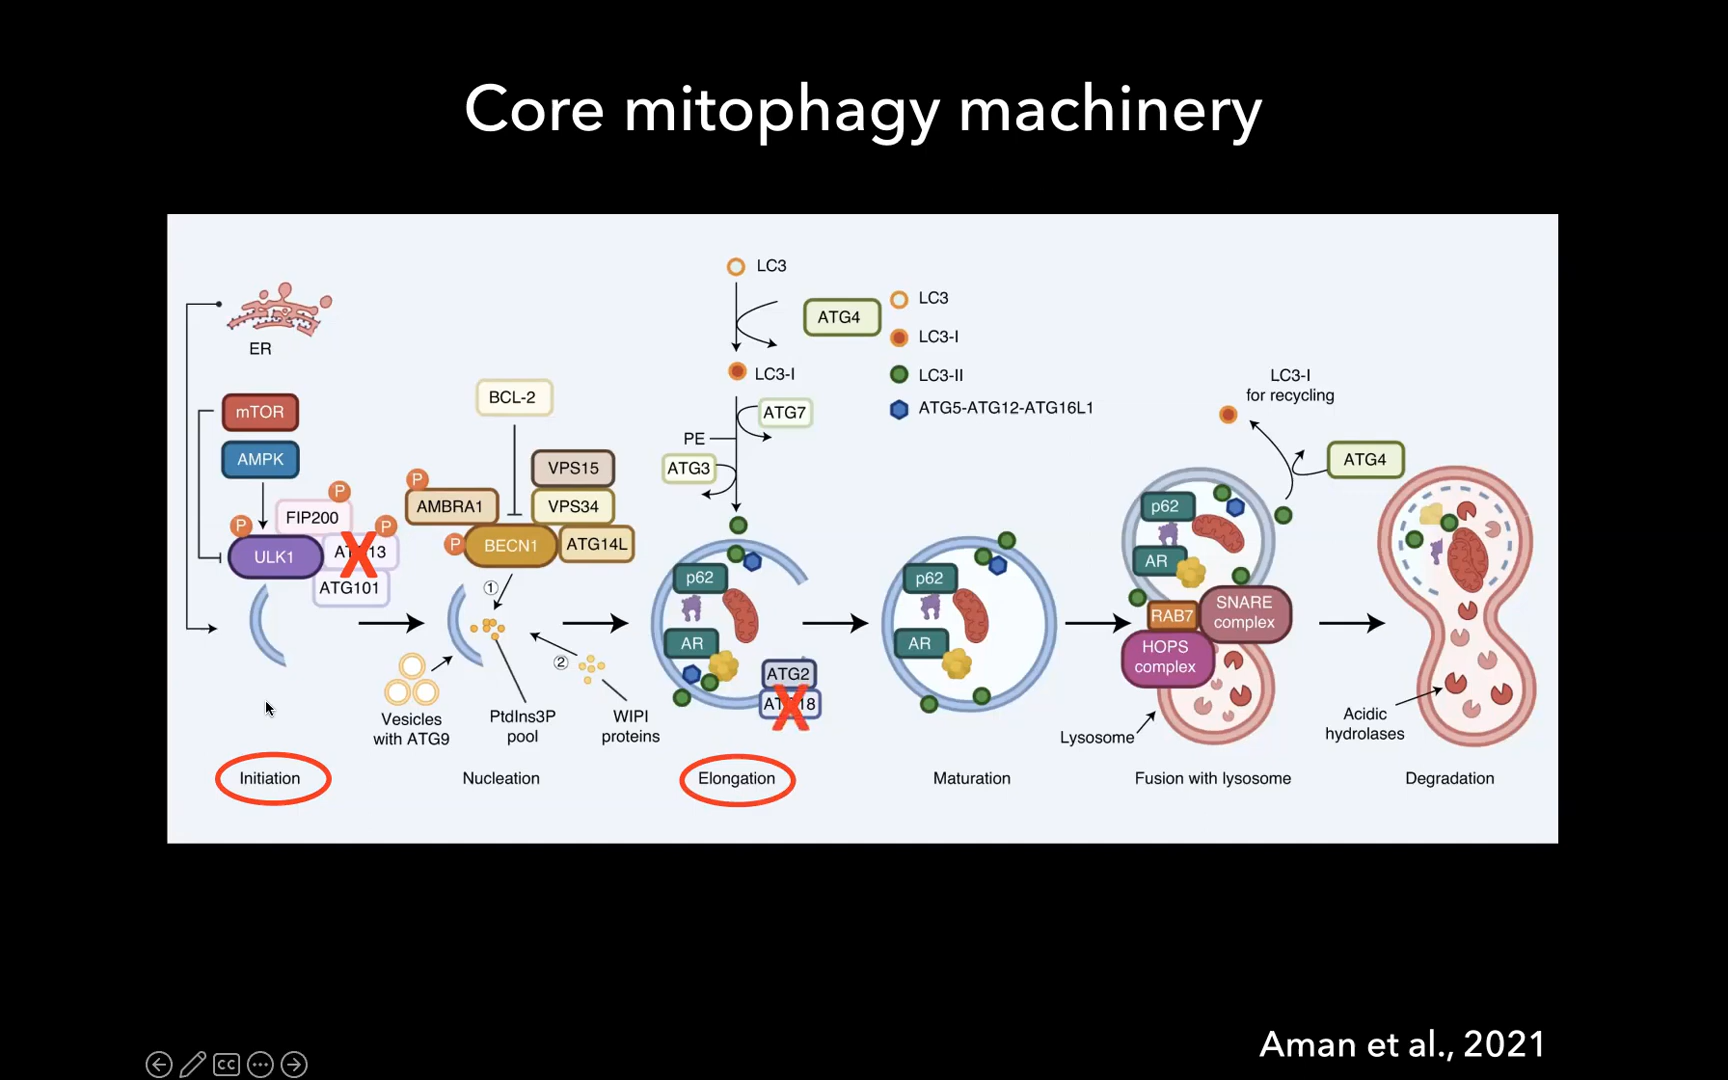 Core mitophagy machinery
ER
mTOR
AMPK
P
FIP200
P
P
ULK1
ATG13
ATG101
Initiation
BCL-2
P
AMBRA1
VPS15
VPS34
P
BECN1
ATG14L
①
②
Vesicles
with ATG9
PtdIns3P
pool
WIPI
proteins
Nucleation
LC3
ATG4
LC3-I
ATG7
PE
ATG3
LC3
LC3-I
LC3-II
ATG5-ATG12-ATG16L1
p62
AR
ATG2
ATG18
Elongation
p62
AR
Maturation
LC3-I
for recycling
ATG4
p62
AR
RAB7
SNARE
complex
HOPS
complex
Lysosome
Fusion with lysosome
Acidic
hydrolases
Degradation
Aman et al., 2021
CC